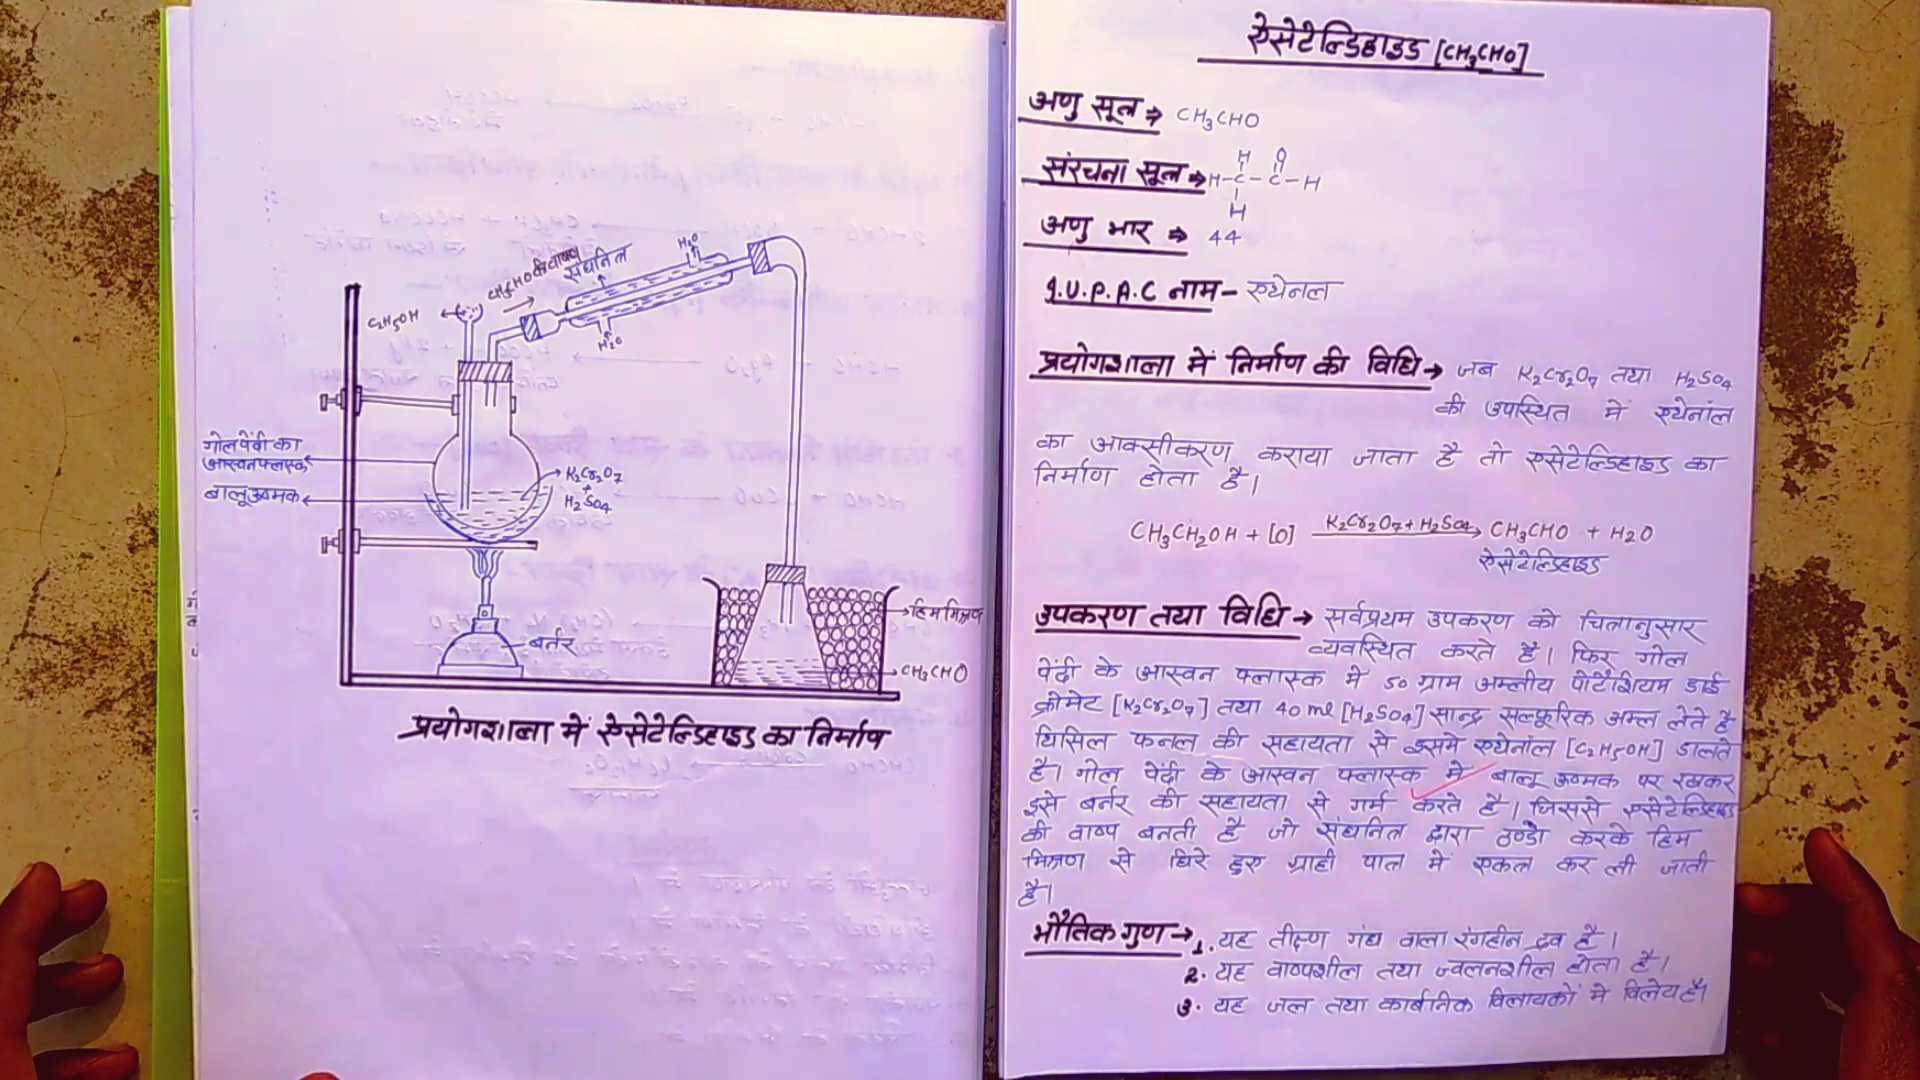 C2H5OH
CH3CHO की वाष्प
संघनित्र
H2O
H2O
गोल पेंदी का
आस्वन फ्लास्क
बालू ऊष्मक
K2Cr2O7
+
H2SO4
बर्नर
हिम मिश्रण
CH3CHO
प्रयोगशाला में ऐसेटेल्डिहाइड का निर्माण
ऐसेटेल्डिहाइड [CH3CHO]
अणु सूत्र ⇒ CH3CHO
संरचना सूत्र ⇒ H-C-C-H
H O
H
अणु भार ⇒ 44
I.U.P.A.C नाम - एथेनल
प्रयोगशाला में निर्माण की विधि → जब K2Cr2O7 तथा H2SO4
की उपस्थित में एथेनॉल
का आक्सीकरण कराया जाता है तो एसेटेल्डिहाइड का
निर्माण होता है।
CH3CH2OH + [O] K2Cr2O7+H2SO4→ CH3CHO + H2O
ऐसेटेल्डिहाइड
उपकरण तथा विधि → सर्वप्रथम उपकरण को चित्रानुसार
व्यवस्थित करते है। फिर गोल
पेंदी के आस्वन फ्लास्क में 50 ग्राम अम्लीय पोटैशियम डाई
क्रोमेट [K2Cr2O7] तथा 40 ml [H2SO4] सान्द्र सल्फूरिक अम्ल लेते है
थिसिल फनल की सहायता से इसमे एथेनॉल [C2H5OH] डालते
है। गोल पेंदी के आस्वन फ्लास्क मे बालू ऊष्मक पर रखकर
इसे बर्नर की सहायता से गर्म करते है। जिससे एसेटेल्डिहाइड
की वाष्प बनती है जो संघनित्र द्वारा ठण्डी करके हिम
मिश्रण से घिरे हुए ग्राही पात्र में एकत्र कर ली जाती
है।
भौतिक गुण → 1. यह तीक्ष्ण गंध वाला रंगहीन द्रव है।
2. यह वाष्पशील तथा ज्वलनशील होता है।
3. यह जल तथा कार्बनिक विलायकों मे विलेय है।